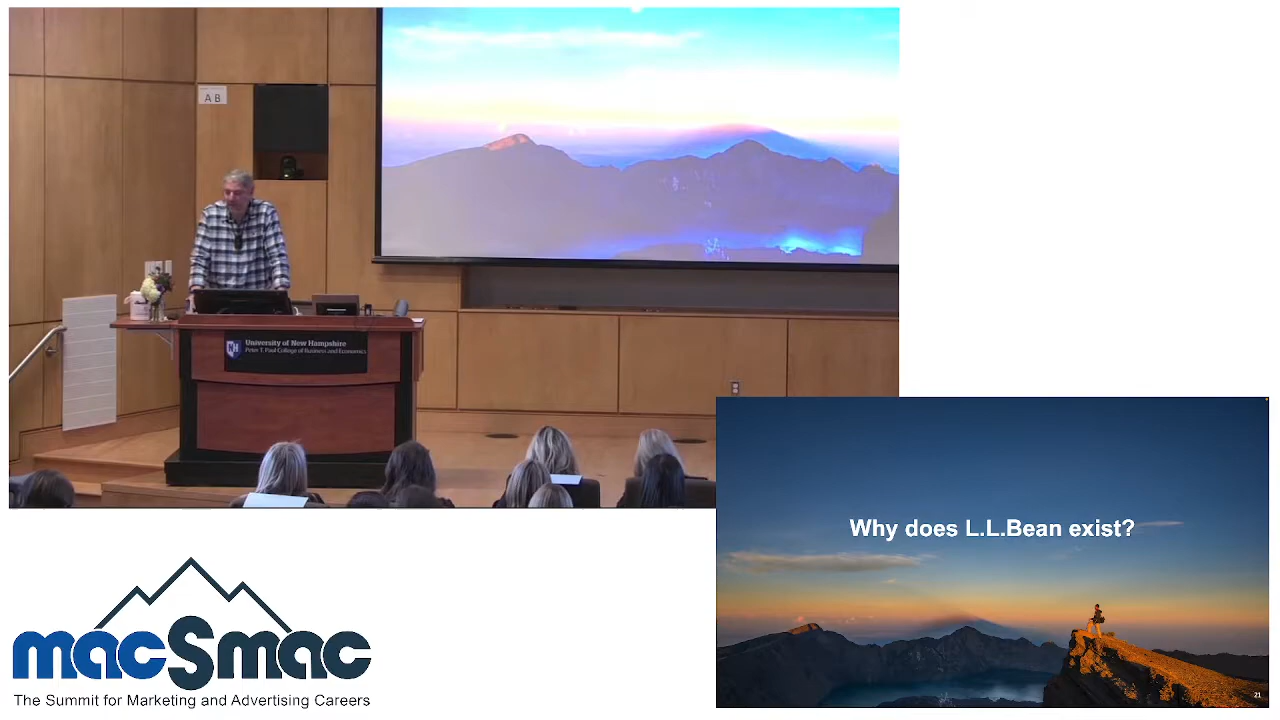 A B
University of New Hampshire
Peter T. Paul College of Business and Economics
Why does L.L.Bean exist?
21
macSmac
The Summit for Marketing and Advertising Careers